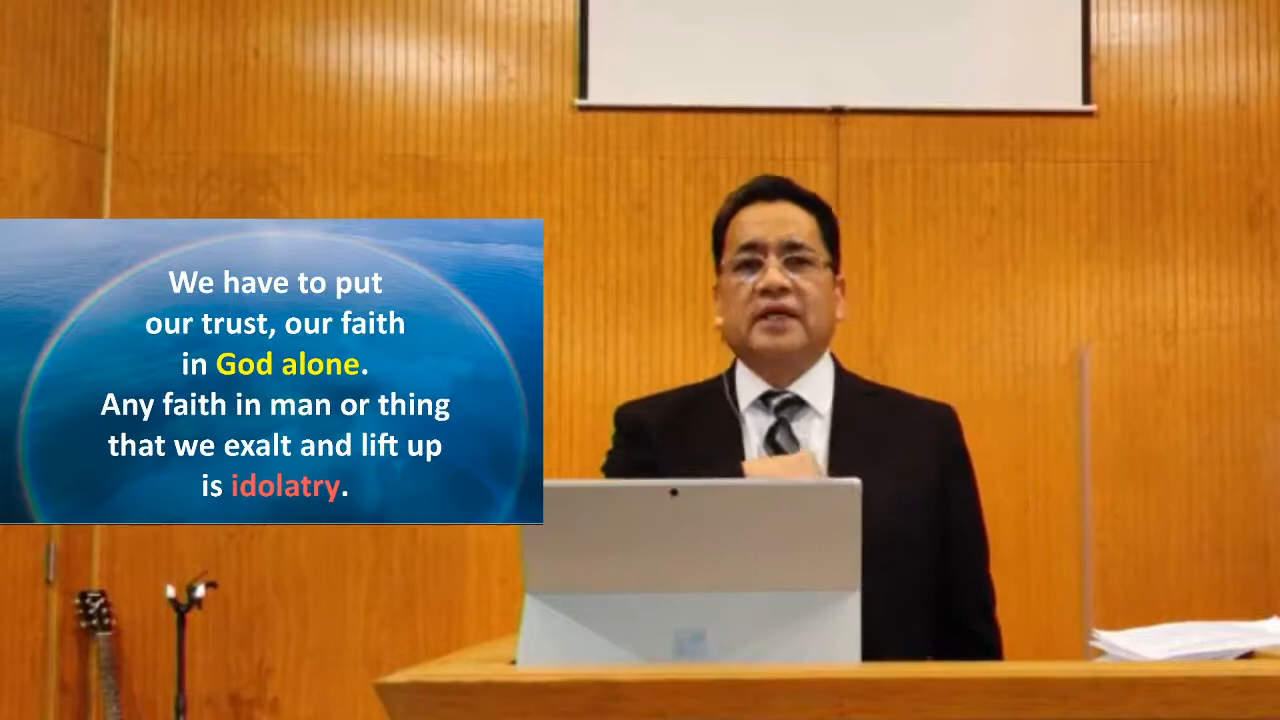 We have to put
our trust, our faith
in God alone.
Any faith in man or thing
that we exalt and lift up
is idolatry.